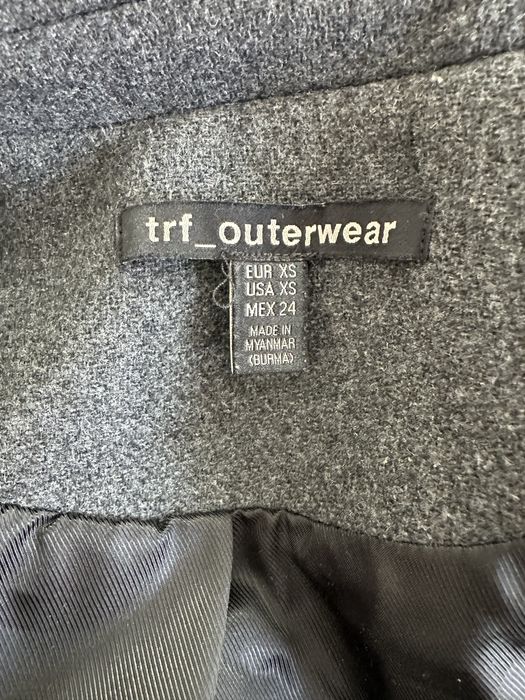 trf_outerwear
EUR XS
USA XS
MEX 24
MADE IN
MYANMAR
(BURMA)